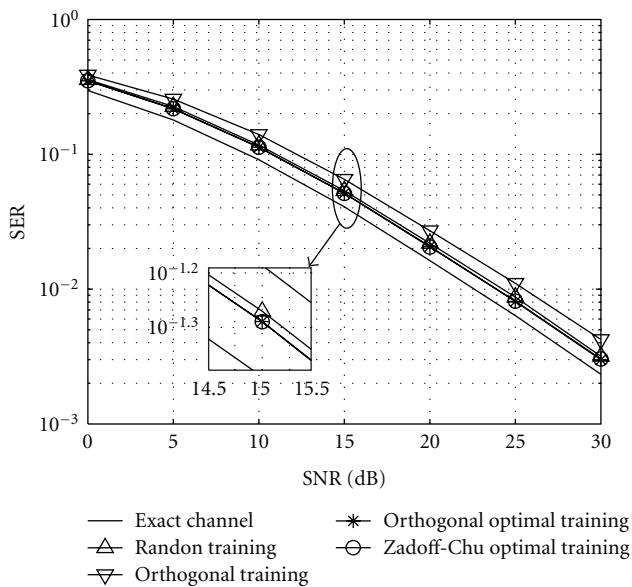 10^0
10^-1
10^-2
10^-3
SER
10^-1.2
10^-1.3
14.5 15 15.5
0 5 10 15 20 25 30
SNR (dB)
Exact channel
Randon training
Orthogonal training
Orthogonal optimal training
Zadoff-Chu optimal training